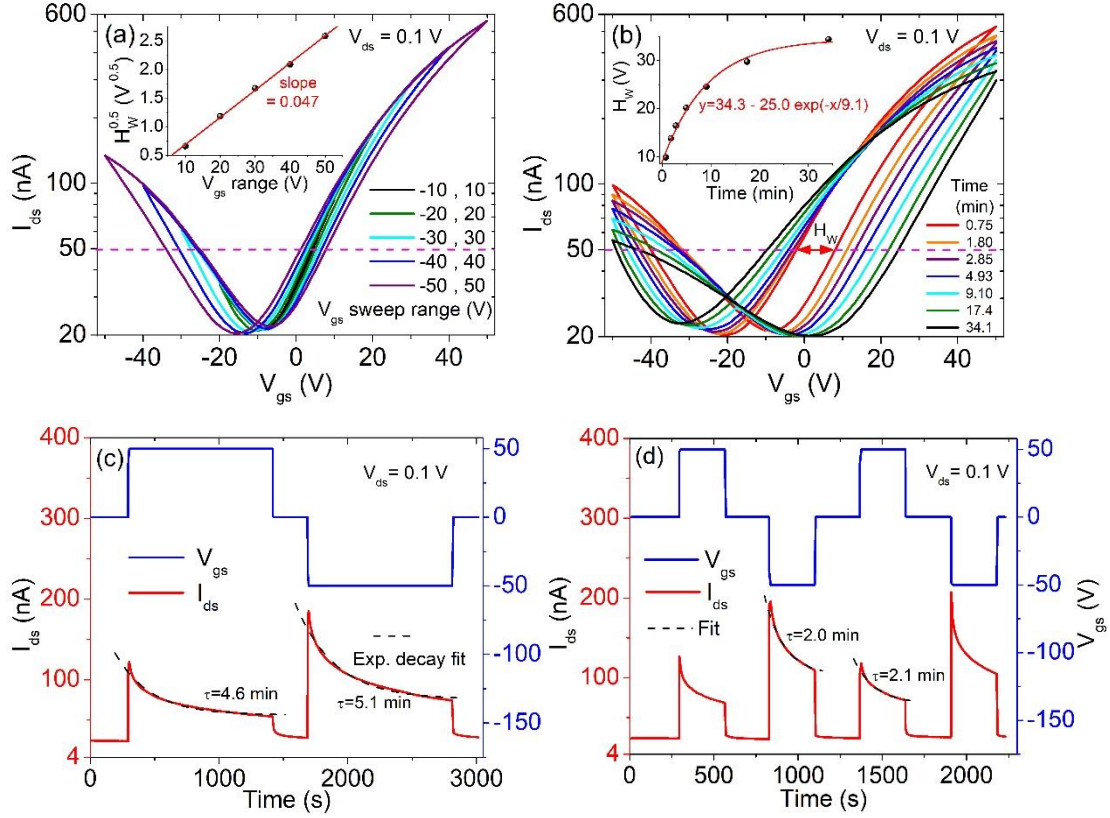 (a)
V_ds = 0.1 V
600
100
50
20
I_ds (nA)
-40 -20 0 20 40
V_gs (V)
2.5
2.0
1.5
1.0
0.5
H_W^0.5 (V^0.5)
slope
= 0.047
10 20 30 40 50
V_gs range (V)
-10 , 10
-20 , 20
-30 , 30
-40 , 40
-50 , 50
V_gs sweep range (V)
(b)
V_ds = 0.1 V
600
100
50
20
I_ds (nA)
-40 -20 0 20 40
V_gs (V)
30
20
10
H_W (V)
y=34.3 - 25.0 exp(-x/9.1)
0 10 20 30
Time (min)
H_W
Time
(min)
0.75
1.80
2.85
4.93
9.10
17.4
34.1
(c)
V_ds= 0.1 V
400
300
200
100
4
I_ds (nA)
50
0
-50
-100
-150
V_gs
I_ds
Exp. decay fit
τ=4.6 min
τ=5.1 min
0 1000 2000 3000
Time (s)
(d)
V_ds= 0.1 V
400
300
200
100
4
I_ds (nA)
50
0
-50
-100
-150
V_gs (V)
V_gs
I_ds
Fit
τ=2.0 min
τ=2.1 min
0 500 1000 1500 2000
Time (s)